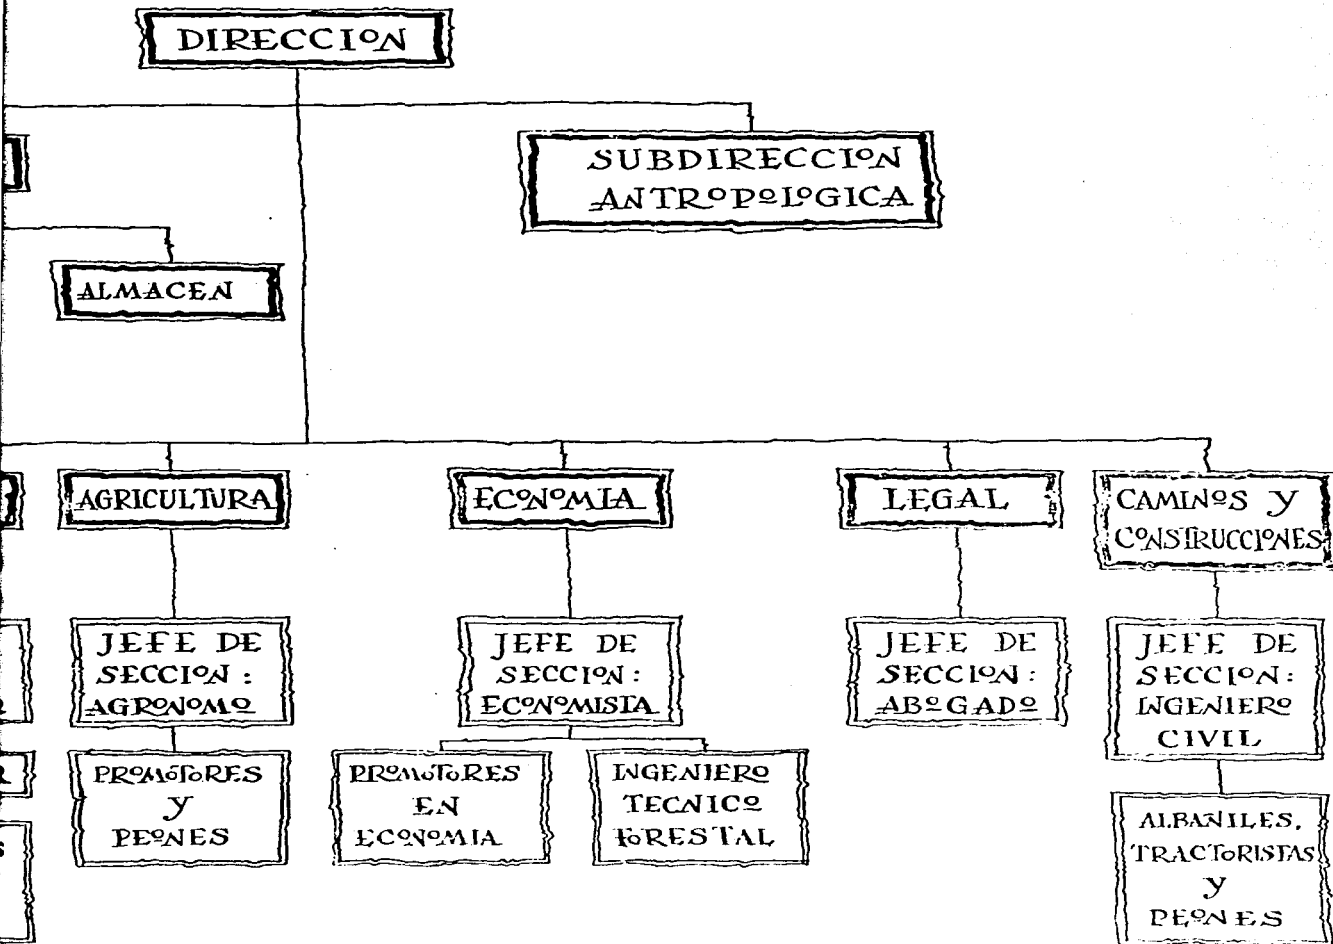 DIRECCION
SUBDIRECCION
ANTROPOLOGICA
ALMACEN
AGRICULTURA
ECONOMIA
LEGAL
CAMINOS Y
CONSTRUCCIONES
JEFE DE
SECCION:
AGRONOMO
JEFE DE
SECCION:
ECONOMISTA
JEFE DE
SECCION:
ABOGADO
JEFE DE
SECCION:
INGENIERO
CIVIL
PROMOTORES
Y
PEONES
PROMOTORES
EN
ECONOMIA
INGENIERO
TECNICO
FORESTAL
ALBAÑILES,
TRACTORISTAS
Y
PEONES